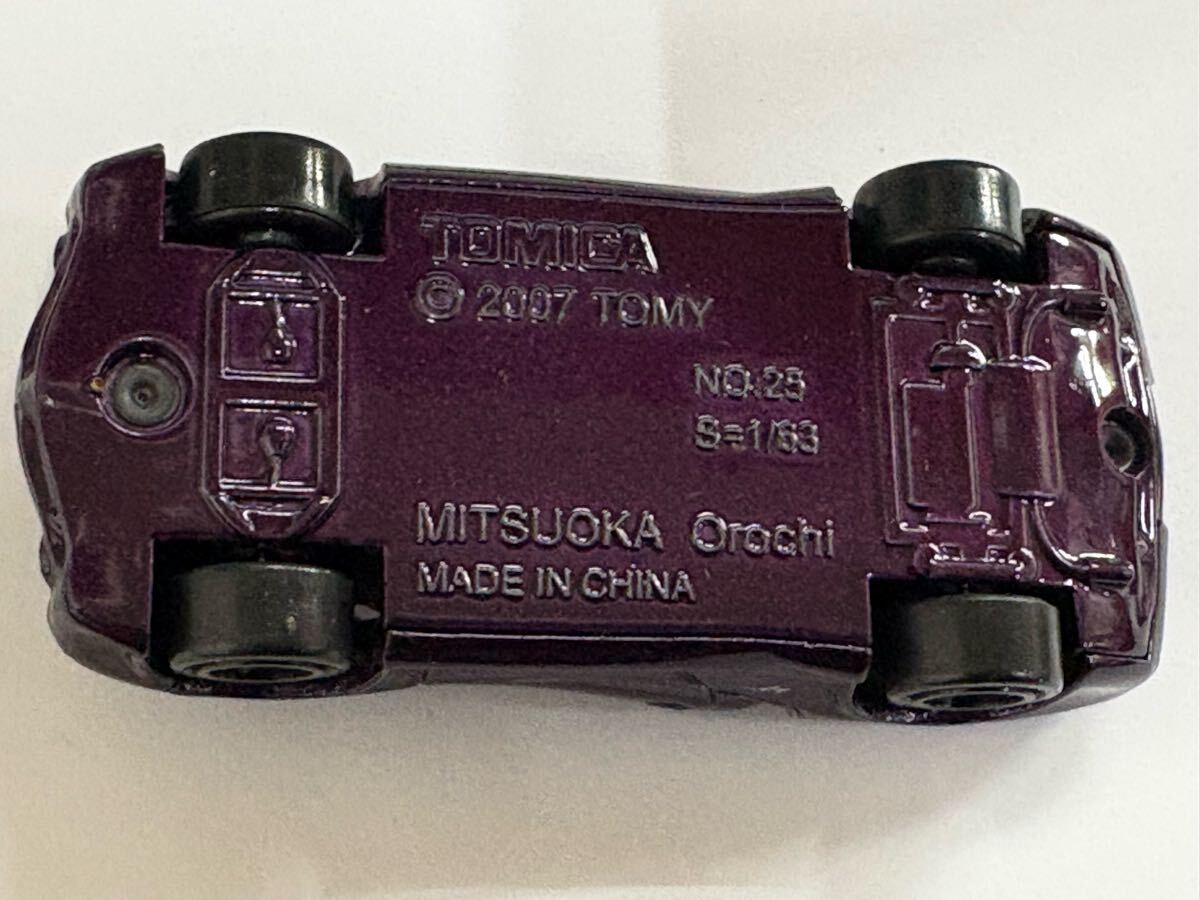 TOMICA
© 2007 TOMY
NO.25
S=1/63
MITSUOKA Orochi
MADE IN CHINA